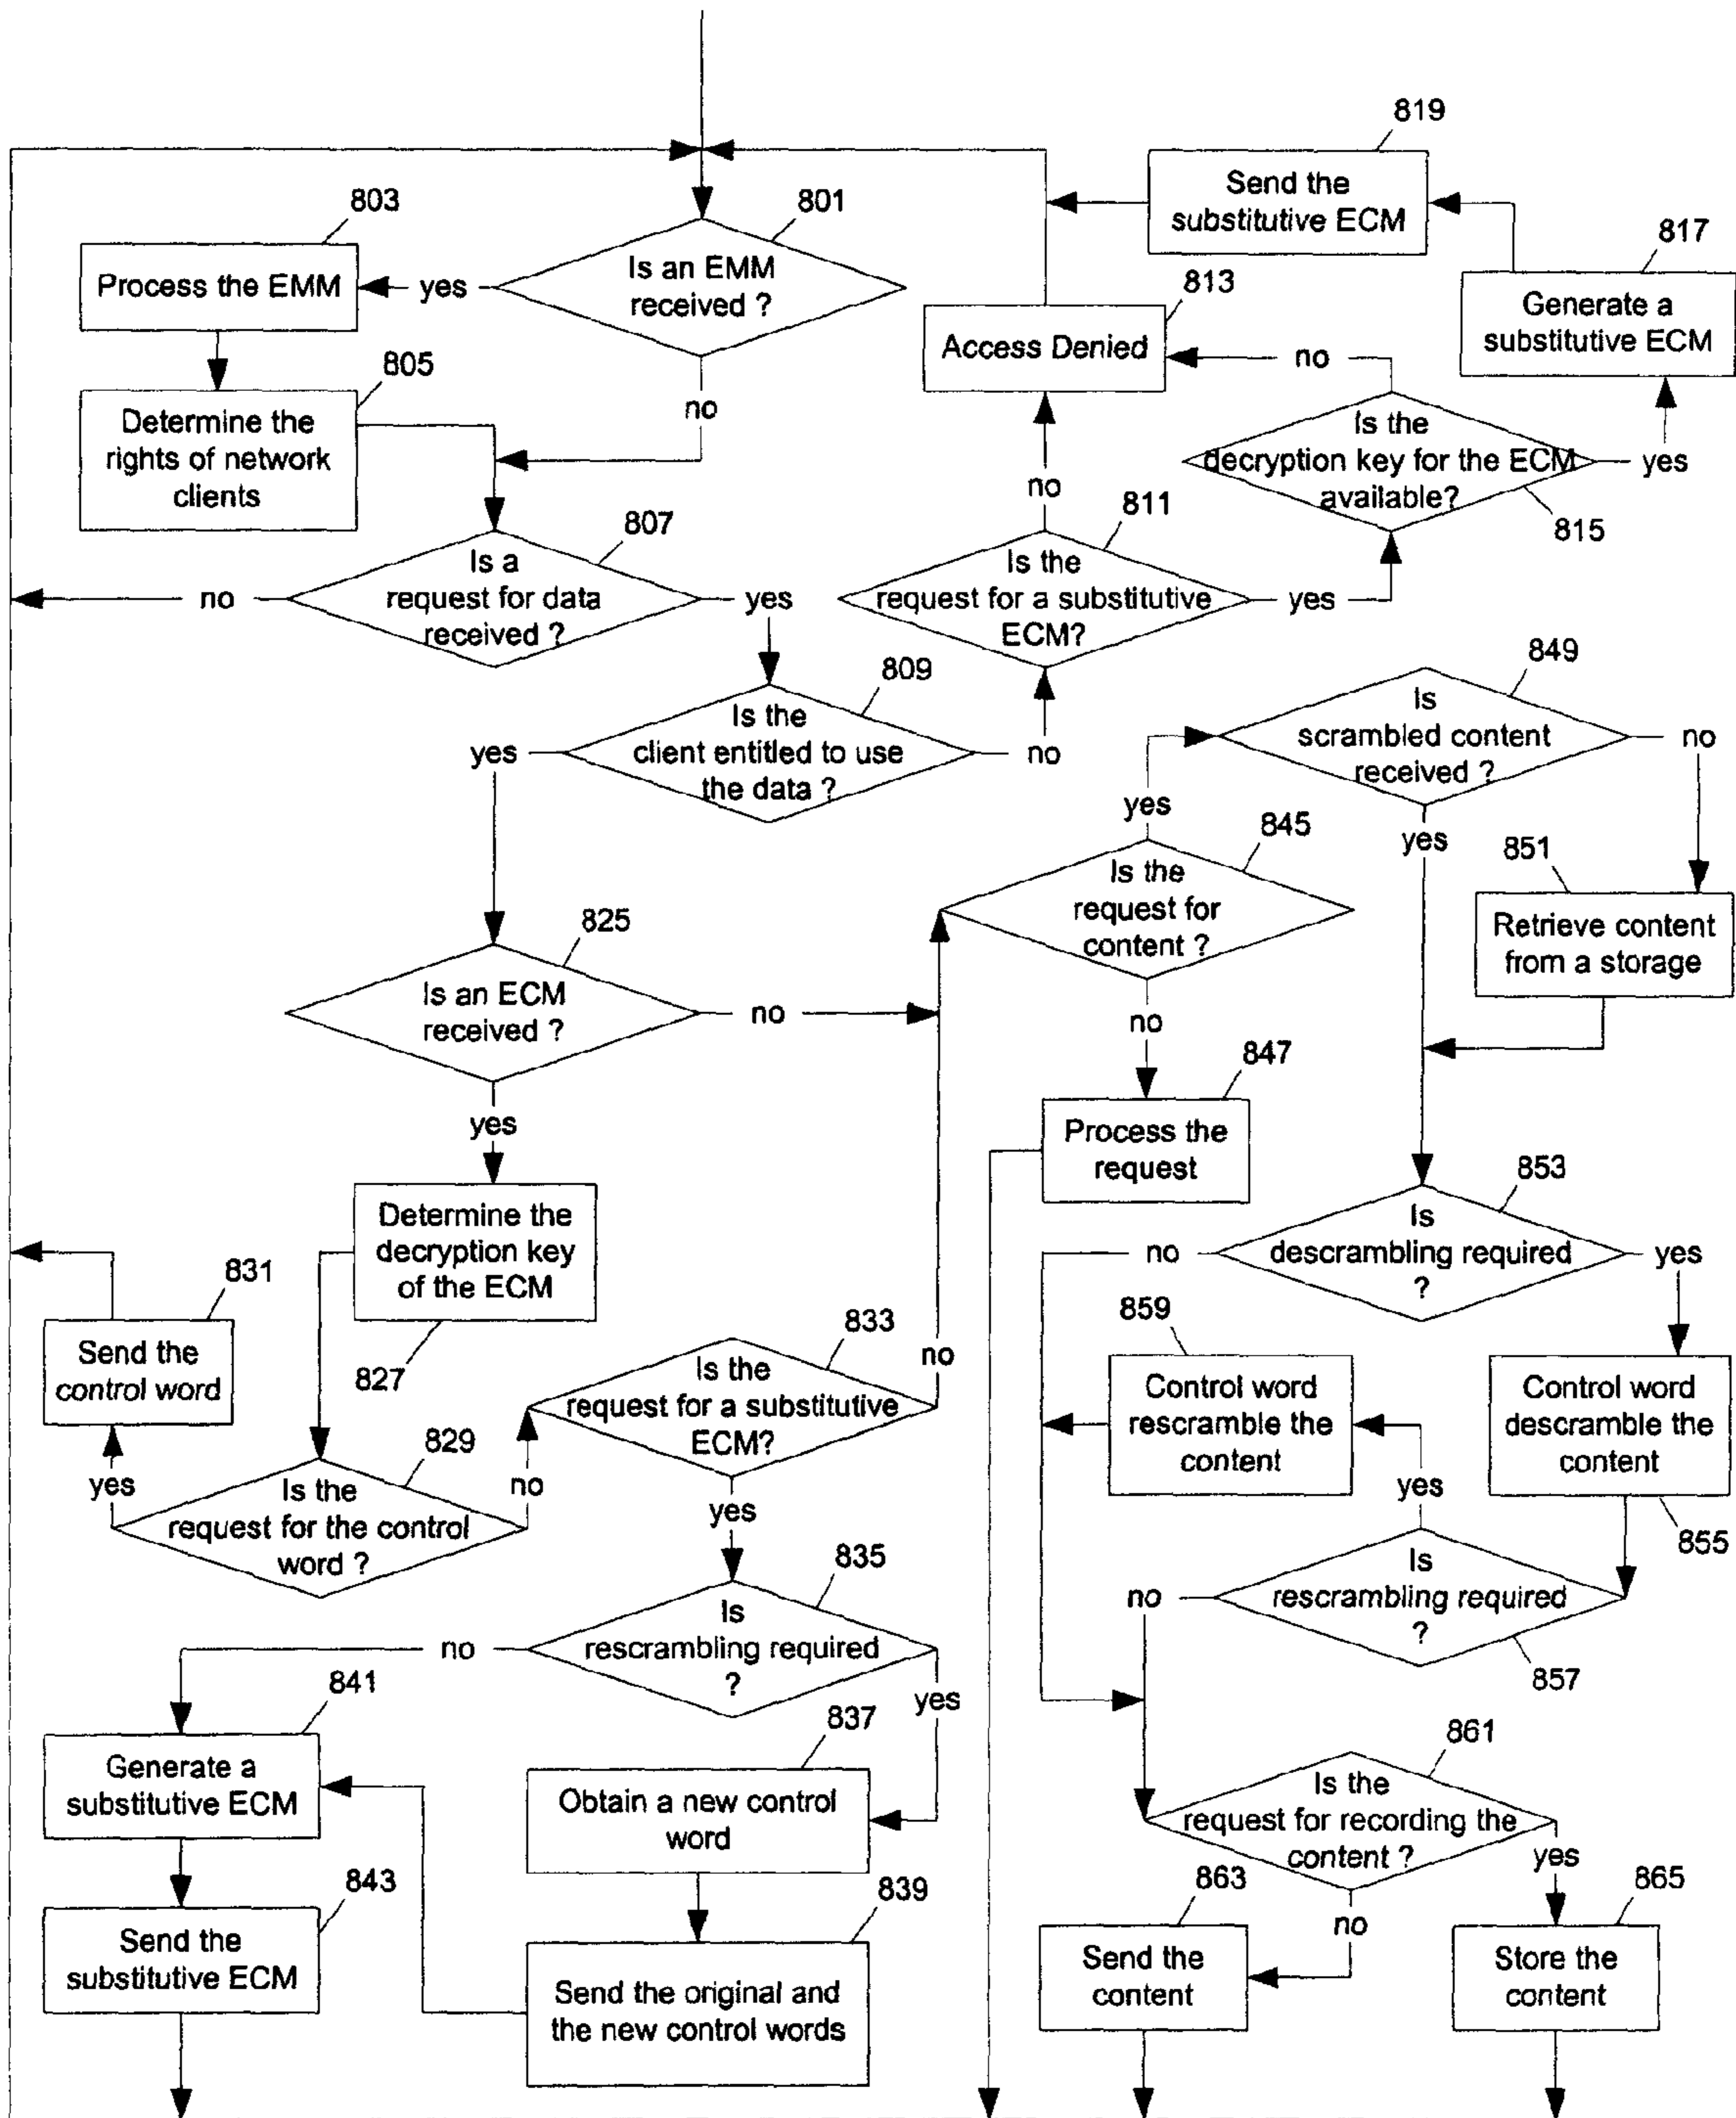 819
Send the
substitutive ECM
803
801
817
Process the EMM
yes
Is an EMM
received ?
813
Generate a
substitutive ECM
Access Denied
no
805
Determine the
rights of network
clients
no
Is the
decryption key for the ECM
available?
yes
815
no
807
811
Is a
request for data
received ?
no
yes
Is the
request for a substitutive
ECM?
yes
809
849
Is the
client entitled to use
the data ?
yes
no
Is
scrambled content
received ?
no
yes
yes
845
851
Is the
request for
content ?
Retrieve content
from a storage
825
Is an ECM
received ?
no
no
yes
847
Process the
request
853
Determine the
decryption key
of the ECM
827
Is
descrambling required
?
no
yes
831
Send the
control word
833
no
859
Is the
request for a substitutive
ECM?
Control word
rescramble the
content
Control word
descramble the
content
855
829
yes
no
Is the
request for the control
word ?
yes
yes
835
Is
rescrambling required
?
no
857
Is
rescrambling required
?
no
yes
841
837
861
Generate a
substitutive ECM
Obtain a new control
word
Is the
request for recording the
content ?
yes
843
839
863
no
865
Send the
substitutive ECM
Send the original and
the new control words
Send the
content
Store the
content